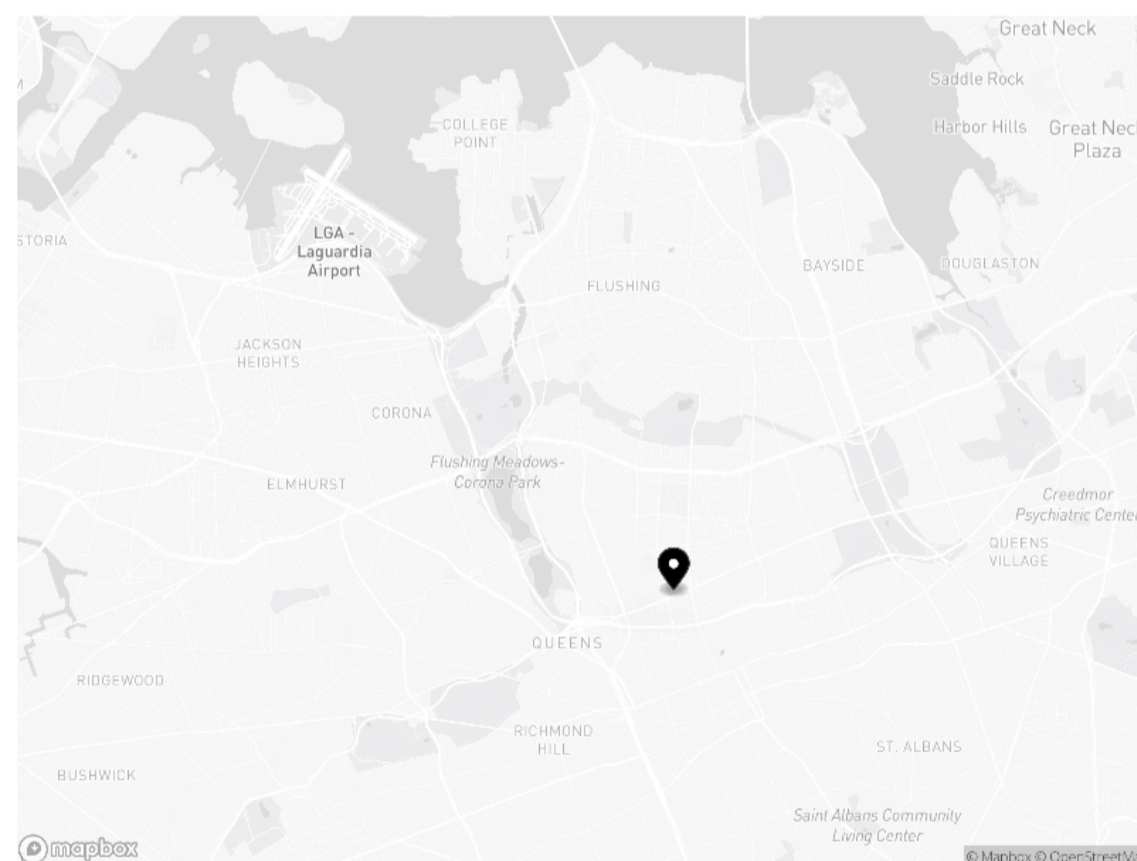 Great Neck
Saddle Rock
Harbor Hills
Great Nec
Plaza
COLLEGE
POINT
STORIA
LGA -
Laguardia
Airport
FLUSHING
BAYSIDE
DOUGLASTON
JACKSON
HEIGHTS
CORONA
Flushing Meadows-
Corona Park
ELMHURST
Creedmor
Psychiatric Center
QUEENS
VILLAGE
QUEENS
RIDGEWOOD
RICHMOND
HILL
ST. ALBANS
BUSHWICK
Saint Albans Community
Living Center
mapbox
© Mapbox © OpenStreetMa